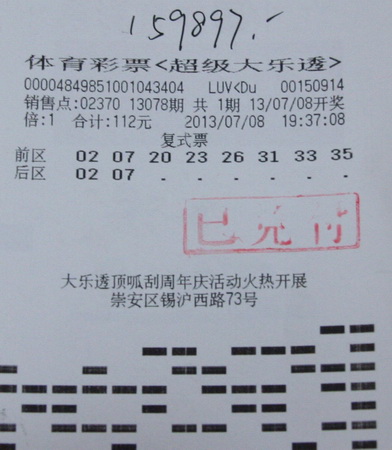 159897.-
体育彩票<超级大乐透>
00004849851001043404 LUV<Du 00150914
销售点:02370 13078期 共 1期 13/07/08开奖
倍:1 合计:112元 2013/07/08 19:37:08
复式票
前区 02 07 20 23 26 31 33 35
后区 02 07 . . . . . .
已兑付
大乐透顶呱刮周年庆活动火热开展
崇安区锡沪西路73号